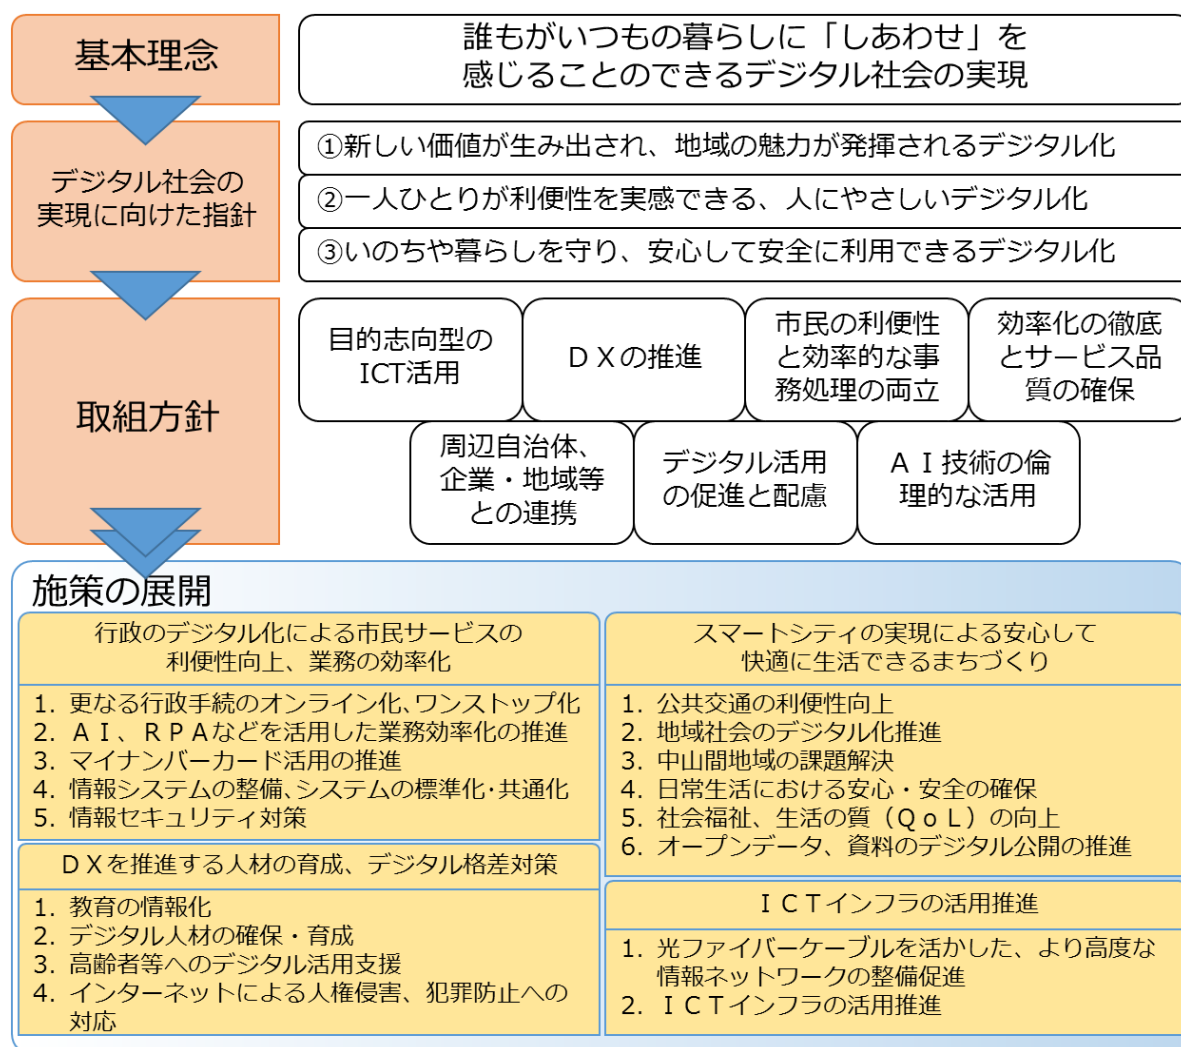 基本理念
誰もがいつもの暮らしに「しあわせ」を
感じることのできるデジタル社会の実現
デジタル社会の
実現に向けた指針
①新しい価値が生み出され、地域の魅力が発揮されるデジタル化
②一人ひとりが利便性を実感できる、人にやさしいデジタル化
③いのちや暮らしを守り、安心して安全に利用できるデジタル化
取組方針
目的志向型の
ICT活用
ＤＸの推進
市民の利便性
と効率的な事
務処理の両立
効率化の徹底
とサービス品
質の確保
周辺自治体、
企業・地域等
との連携
デジタル活用
の促進と配慮
ＡＩ技術の倫
理的な活用
施策の展開
行政のデジタル化による市民サービスの
利便性向上、業務の効率化
1. 更なる行政手続のオンライン化、ワンストップ化
2. ＡＩ、ＲＰＡなどを活用した業務効率化の推進
3. マイナンバーカード活用の推進
4. 情報システムの整備、システムの標準化・共通化
5. 情報セキュリティ対策
ＤＸを推進する人材の育成、デジタル格差対策
1. 教育の情報化
2. デジタル人材の確保・育成
3. 高齢者等へのデジタル活用支援
4. インターネットによる人権侵害、犯罪防止への
対応
スマートシティの実現による安心して
快適に生活できるまちづくり
1. 公共交通の利便性向上
2. 地域社会のデジタル化推進
3. 中山間地域の課題解決
4. 日常生活における安心・安全の確保
5. 社会福祉、生活の質（ＱｏＬ）の向上
6. オープンデータ、資料のデジタル公開の推進
ＩＣＴインフラの活用推進
1. 光ファイバーケーブルを活かした、より高度な
情報ネットワークの整備促進
2. ＩＣＴインフラの活用推進